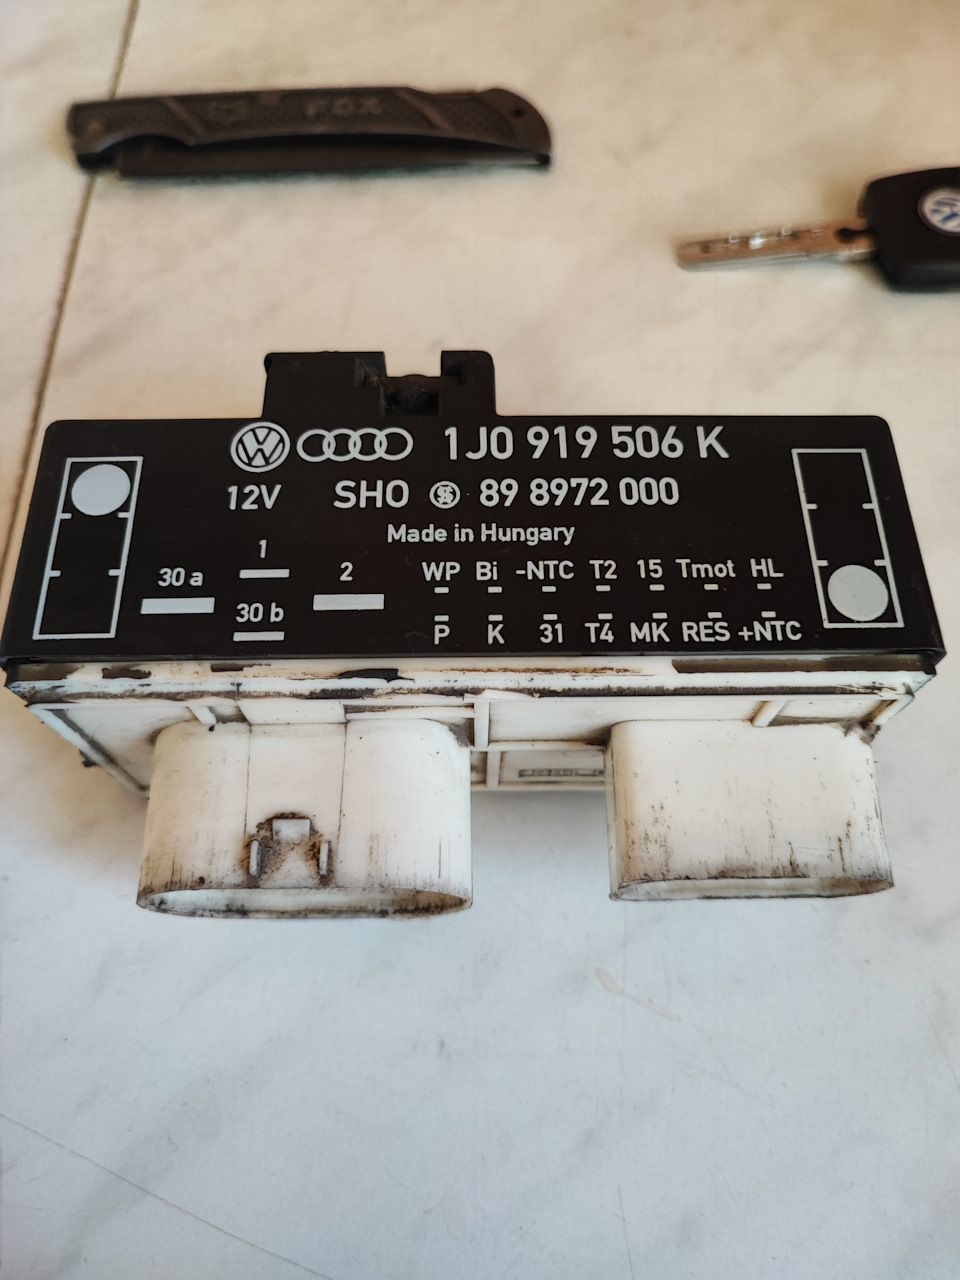 FOX
1J0 919 506 K
12V SHO 89 8972 000
Made in Hungary
30 a 1 2 WP Bi -NTC T2 15 Tmot HL
30 b P K 31 T4 MK RES +NTC